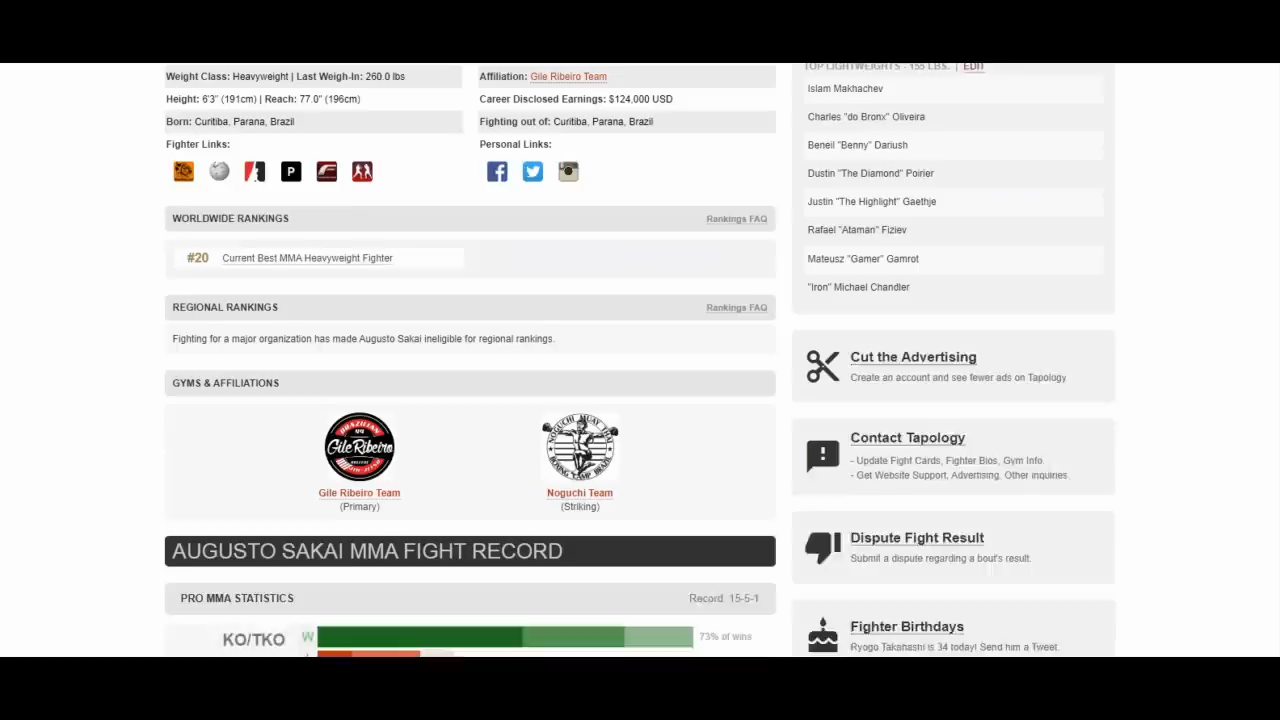 Weight Class: Heavyweight | Last Weigh-In: 260.0 lbs
Height: 6'3" (191cm) | Reach: 77.0" (196cm)
Born: Curitiba, Parana, Brazil
Fighter Links:
P
Affiliation: Gile Ribeiro Team
Career Disclosed Earnings: $124,000 USD
Fighting out of: Curitiba, Parana, Brazil
Personal Links:
WORLDWIDE RANKINGS
Rankings FAQ
#20 Current Best MMA Heavyweight Fighter
REGIONAL RANKINGS
Rankings FAQ
Fighting for a major organization has made Augusto Sakai ineligible for regional rankings.
GYMS & AFFILIATIONS
Gile Ribeiro
Gile Ribeiro Team
(Primary)
NOGUCHI MUAY THAI
Noguchi Team
(Striking)
AUGUSTO SAKAI MMA FIGHT RECORD
PRO MMA STATISTICS
Record 15-5-1
KO/TKO W 73% of wins
TOP LIGHTWEIGHTS - 155 LBS. | EDIT
Islam Makhachev
Charles "do Bronx" Oliveira
Beneil "Benny" Dariush
Dustin "The Diamond" Poirier
Justin "The Highlight" Gaethje
Rafael "Ataman" Fiziev
Mateusz "Gamer" Gamrot
"Iron" Michael Chandler
Cut the Advertising
Create an account and see fewer ads on Tapology
Contact Tapology
- Update Fight Cards, Fighter Bios, Gym Info.
- Get Website Support, Advertising, Other inquiries.
Dispute Fight Result
Submit a dispute regarding a bout's result.
Fighter Birthdays
Ryogo Takahashi is 34 today! Send him a Tweet.